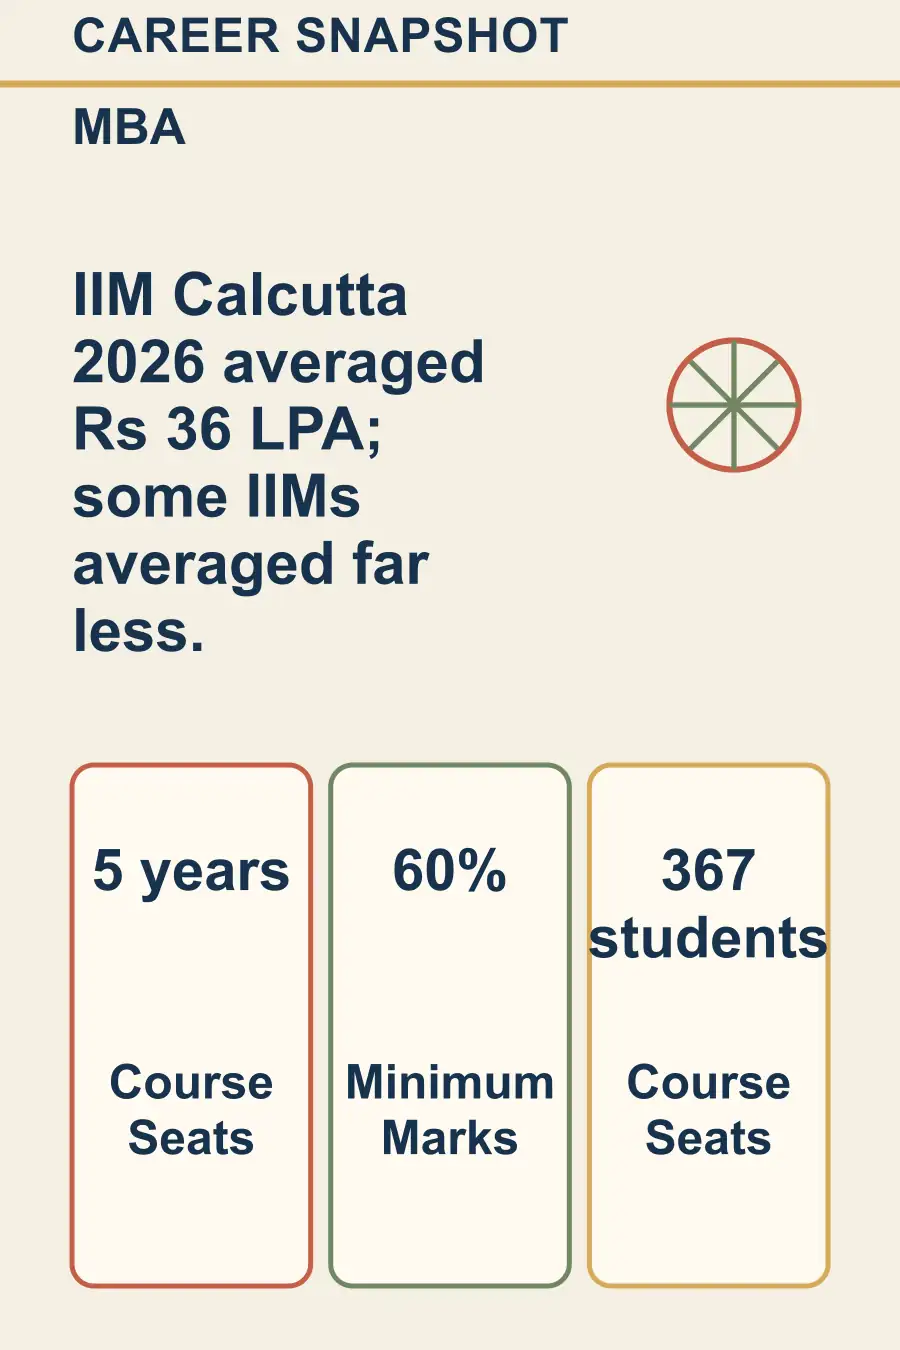 CAREER SNAPSHOT
MBA
IIM Calcutta
2026 averaged
Rs 36 LPA;
some IIMs
averaged far
less.
5 years
Course
Seats
60%
Minimum
Marks
367
students
Course
Seats